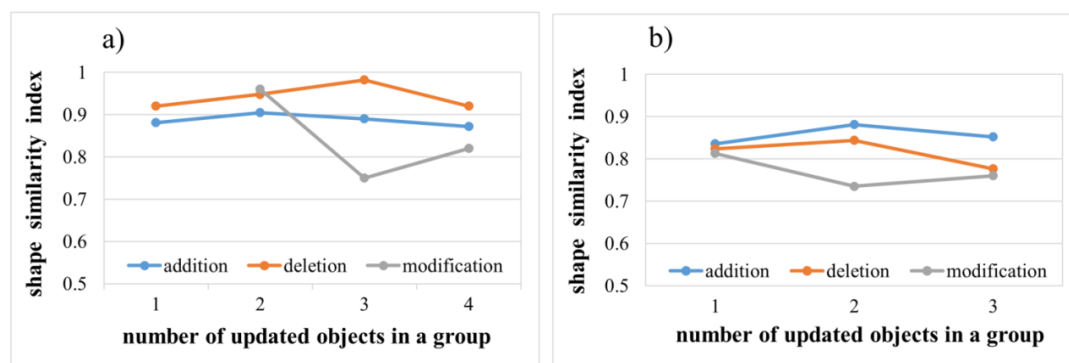 a)
shape similarity index
1
0.9
0.8
0.7
0.6
0.5
addition deletion modification
1 2 3 4
number of updated objects in a group
b)
shape similarity index
1
0.9
0.8
0.7
0.6
0.5
addition deletion modification
1 2 3
number of updated objects in a group